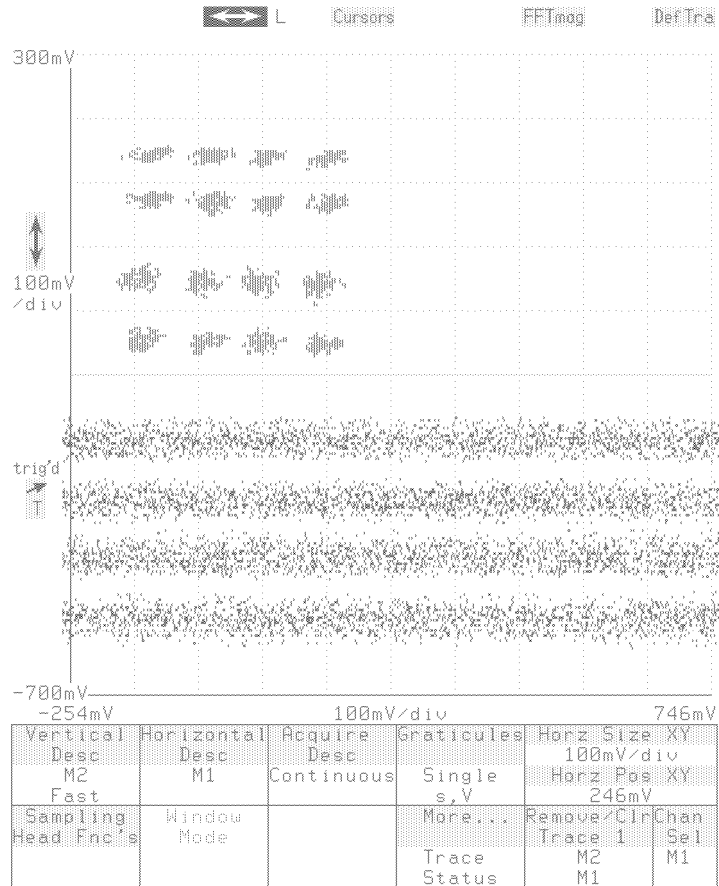 L Cursors FFTmag DefTra
300mV
100mV
/div
trig'd
T
-700mV
-254mV 100mV/div 746mV
Vertical Horizontal Acquire Graticules Horz Size XY
Desc Desc Desc 100mV/div
M2 M1 Continuous Single Horz Pos XY
Fast s,V 246mV
Sampling Window More... Remove/Clr Chan
Head Fnc's Mode Trace 1 Sel
Trace M2 M1
Status M1